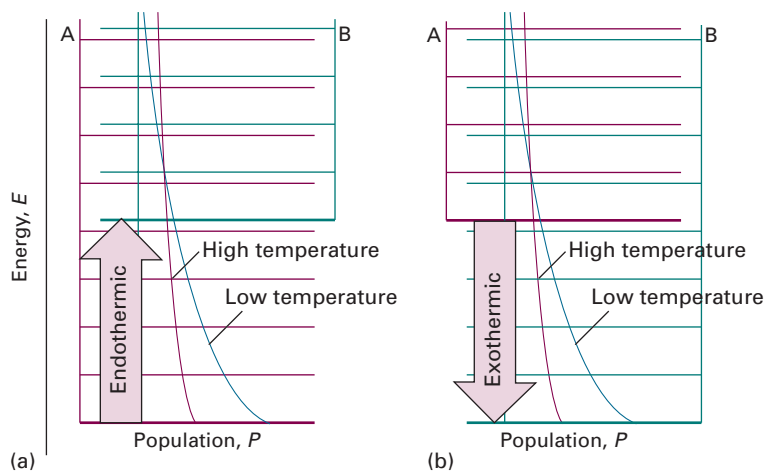 A
B
A
B
Energy, E
High temperature
Low temperature
Endothermic
High temperature
Low temperature
Exothermic
(a)
Population, P
(b)
Population, P